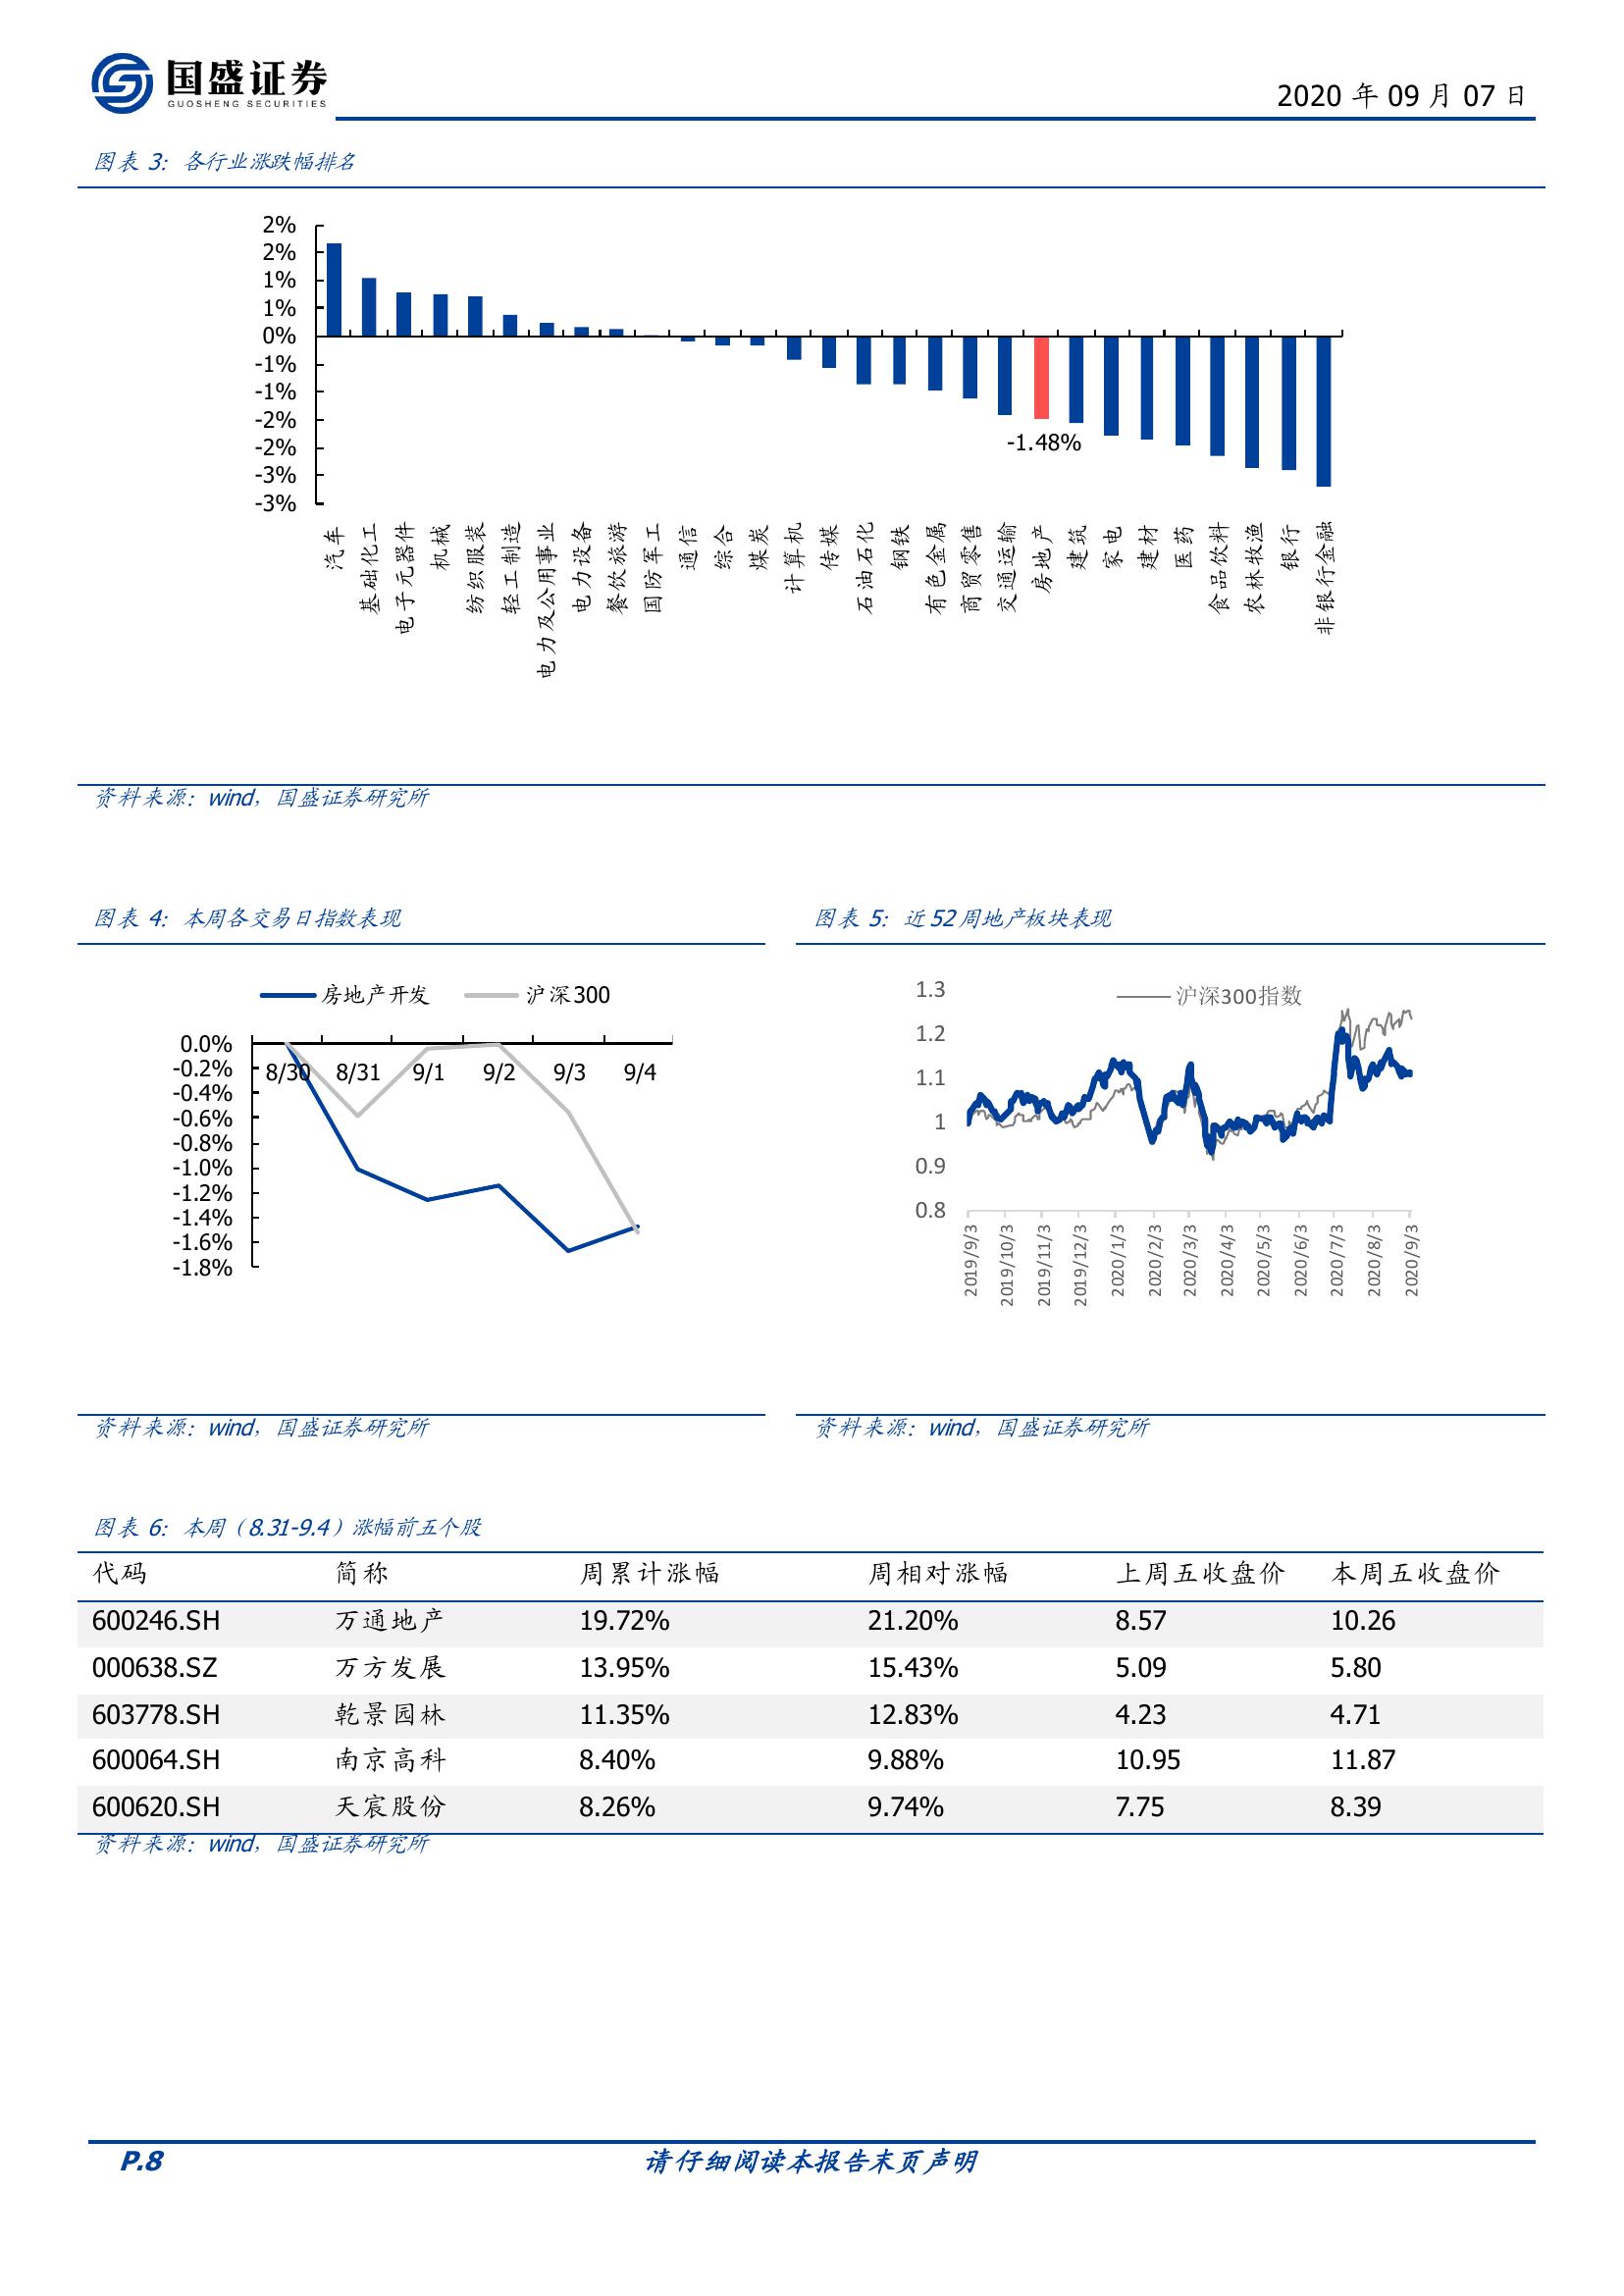 国盛证券
GUOSHENG SECURITIES
2020 年 09 月 07 日
图表 3：各行业涨跌幅排名
2%
2%
1%
1%
0%
-1%
-1%
-2%
-2%
-3%
-3%
-1.48%
汽车
基础化工
电子元器件
机械
纺织服装
轻工制造
电力及公用事业
电力设备
餐饮旅游
国防军工
通信
综合
煤炭
计算机
传媒
石油石化
钢铁
有色金属
商贸零售
交通运输
房地产
建筑
家电
建材
医药
食品饮料
农林牧渔
银行
非银行金融
资料来源：wind，国盛证券研究所
图表 4：本周各交易日指数表现
房地产开发 沪深300
0.0%
-0.2%
-0.4%
-0.6%
-0.8%
-1.0%
-1.2%
-1.4%
-1.6%
-1.8%
8/30 8/31 9/1 9/2 9/3 9/4
资料来源：wind，国盛证券研究所
图表 5：近 52 周地产板块表现
沪深300指数
1.3
1.2
1.1
1
0.9
0.8
2019/9/3
2019/10/3
2019/11/3
2019/12/3
2020/1/3
2020/2/3
2020/3/3
2020/4/3
2020/5/3
2020/6/3
2020/7/3
2020/8/3
2020/9/3
资料来源：wind，国盛证券研究所
图表 6：本周（8.31-9.4）涨幅前五个股
代码 简称 周累计涨幅 周相对涨幅 上周五收盘价 本周五收盘价
600246.SH 万通地产 19.72% 21.20% 8.57 10.26
000638.SZ 万方发展 13.95% 15.43% 5.09 5.80
603778.SH 乾景园林 11.35% 12.83% 4.23 4.71
600064.SH 南京高科 8.40% 9.88% 10.95 11.87
600620.SH 天宸股份 8.26% 9.74% 7.75 8.39
资料来源：wind，国盛证券研究所
P.8 请仔细阅读本报告末页声明